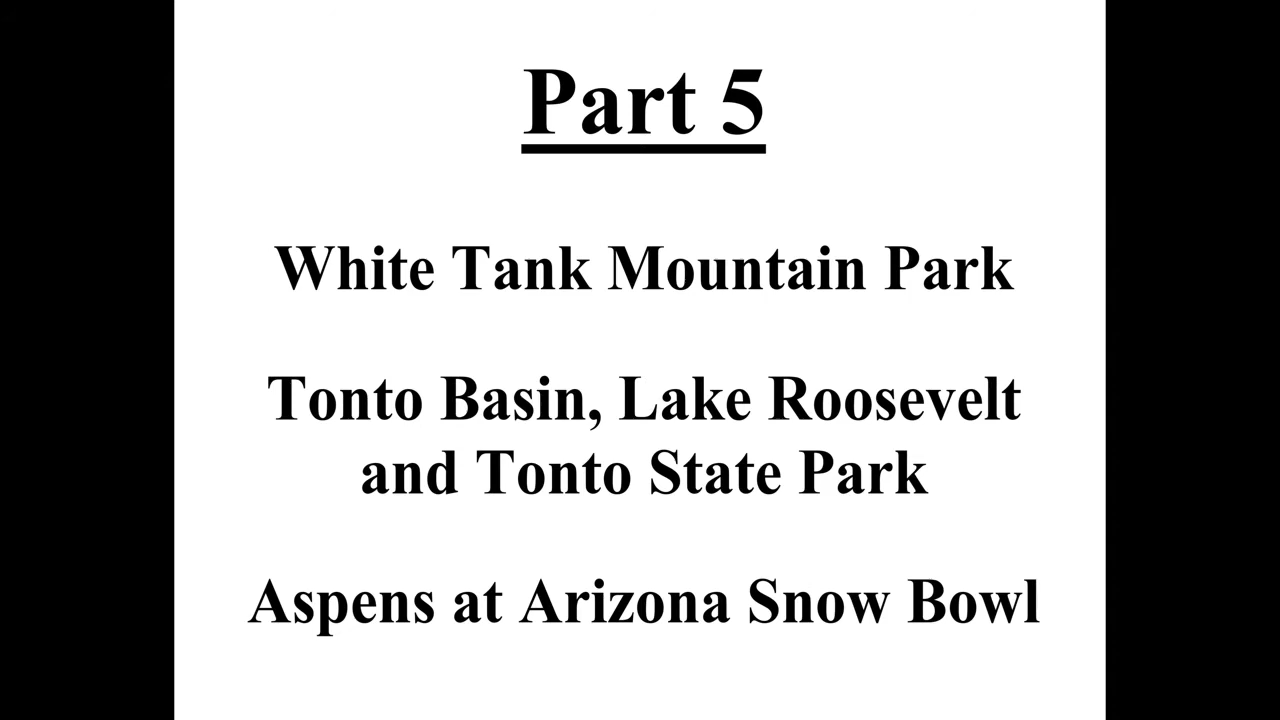 Part 5
White Tank Mountain Park
Tonto Basin, Lake Roosevelt
and Tonto State Park
Aspens at Arizona Snow Bowl